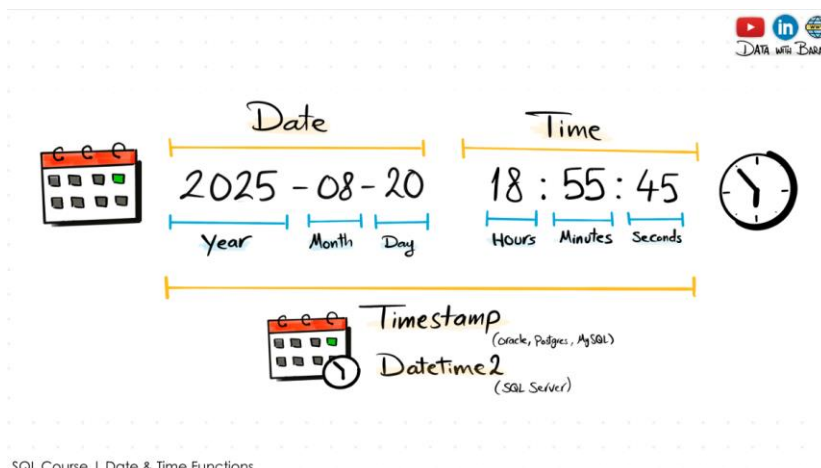 DATA WITH BARA
Date
Time
2025-08-20
18:55:45
Year
Month
Day
Hours
Minutes
Seconds
Timestamp
(Oracle, Postgres, MySQL)
Datetime2
(SQL Server)
SQL Course | Date & Time Functions